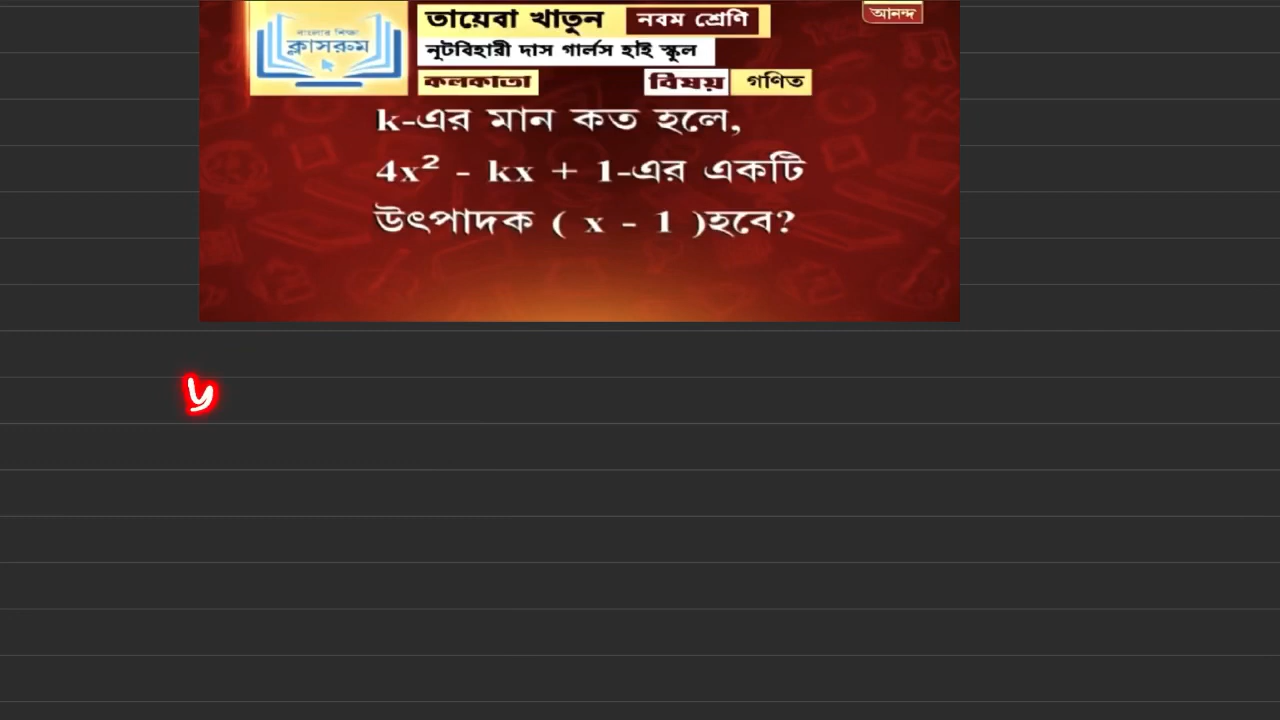 বাংলার শিক্ষা
ক্লাসরুম
তায়েবা খাতুন নবম শ্রেণি
আনন্দ
নূটবিহারী দাস গার্লস হাই স্কুল
কলকাতা বিষয় গণিত
k-এর মান কত হলে,
4x² - kx + 1-এর একটি
উৎপাদক ( x - 1 )হবে?
y